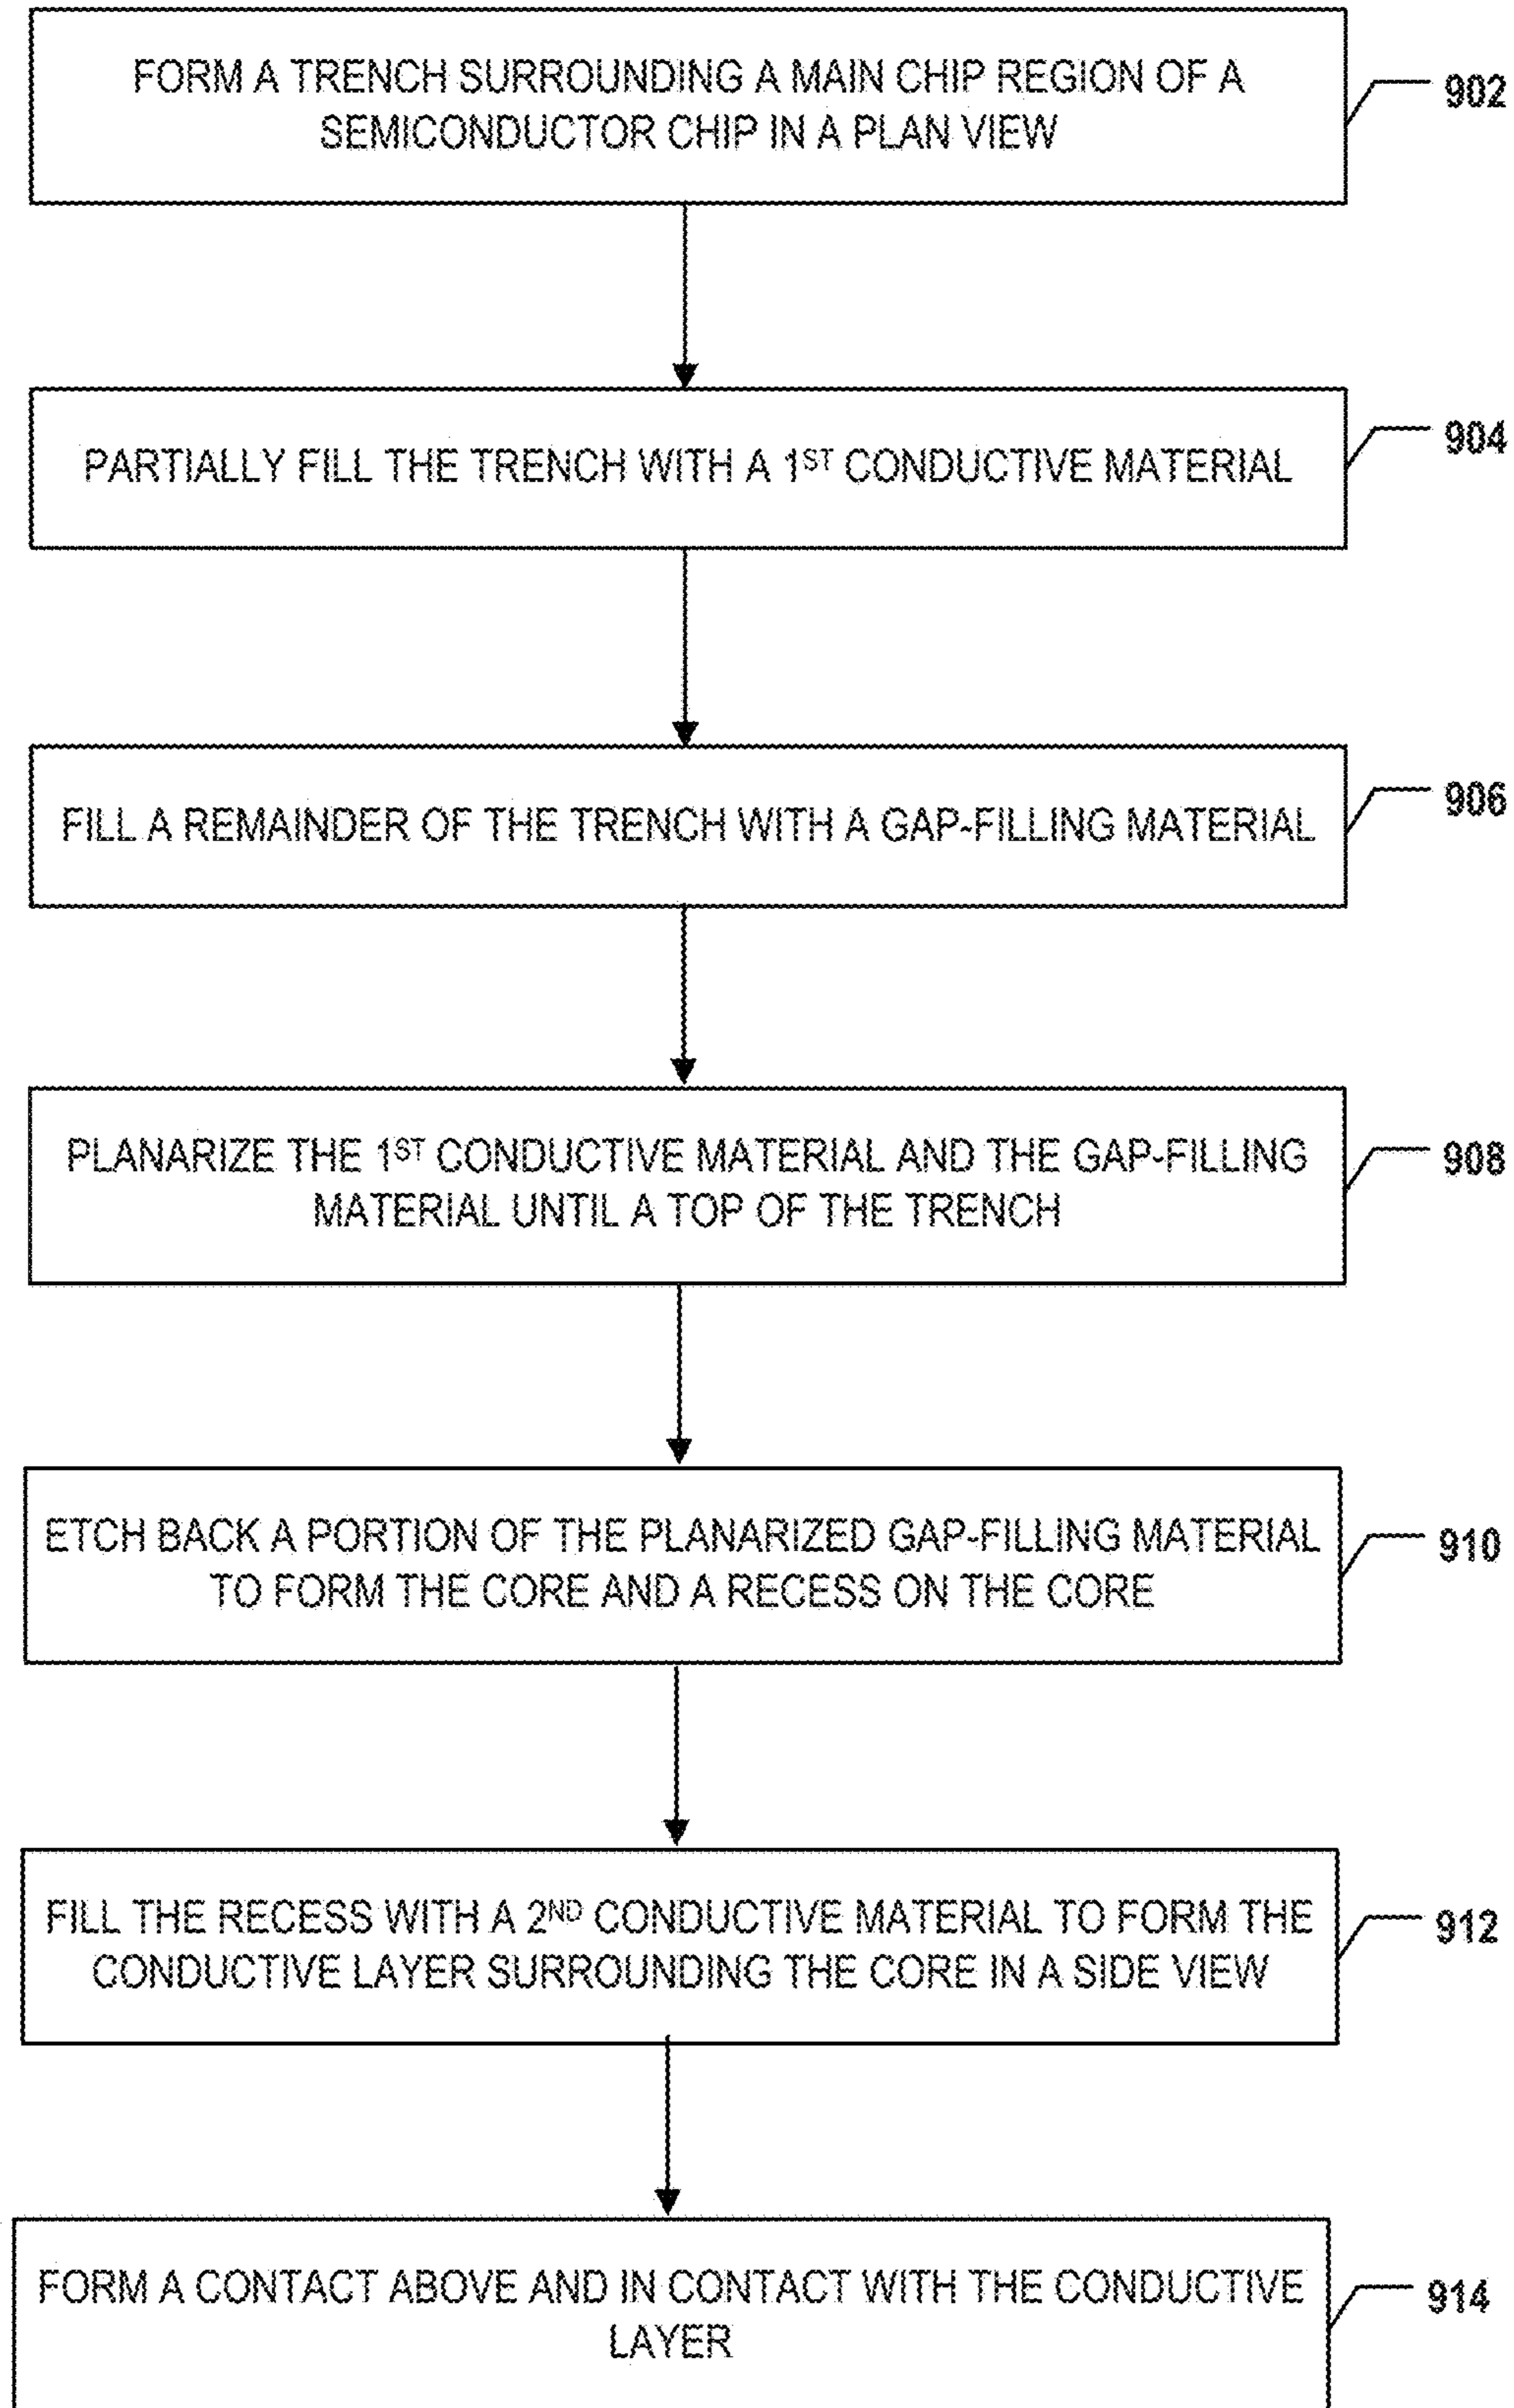 FORM A TRENCH SURROUNDING A MAIN CHIP REGION OF A
SEMICONDUCTOR CHIP IN A PLAN VIEW
902
PARTIALLY FILL THE TRENCH WITH A 1ST CONDUCTIVE MATERIAL
904
FILL A REMAINDER OF THE TRENCH WITH A GAP-FILLING MATERIAL
906
PLANARIZE THE 1ST CONDUCTIVE MATERIAL AND THE GAP-FILLING
MATERIAL UNTIL A TOP OF THE TRENCH
908
ETCH BACK A PORTION OF THE PLANARIZED GAP-FILLING MATERIAL
TO FORM THE CORE AND A RECESS ON THE CORE
910
FILL THE RECESS WITH A 2ND CONDUCTIVE MATERIAL TO FORM THE
CONDUCTIVE LAYER SURROUNDING THE CORE IN A SIDE VIEW
912
FORM A CONTACT ABOVE AND IN CONTACT WITH THE CONDUCTIVE
LAYER
914